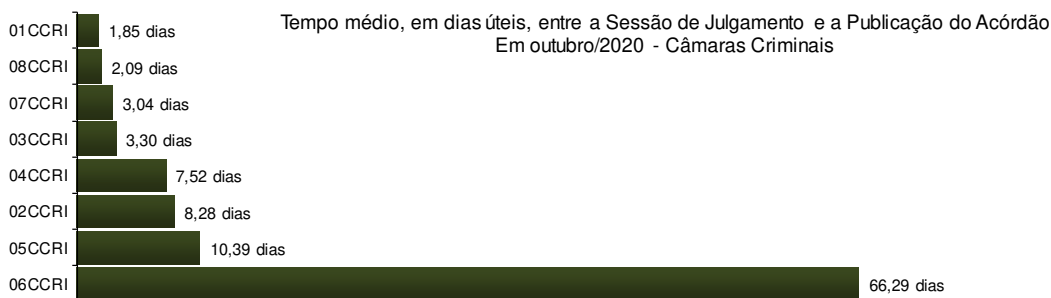 Tempo médio, em dias úteis, entre a Sessão de Julgamento e a Publicação do Acórdão
Em outubro/2020 - Câmaras Criminais
01CCRI 1,85 dias
08CCRI 2,09 dias
07CCRI 3,04 dias
03CCRI 3,30 dias
04CCRI 7,52 dias
02CCRI 8,28 dias
05CCRI 10,39 dias
06CCRI 66,29 dias